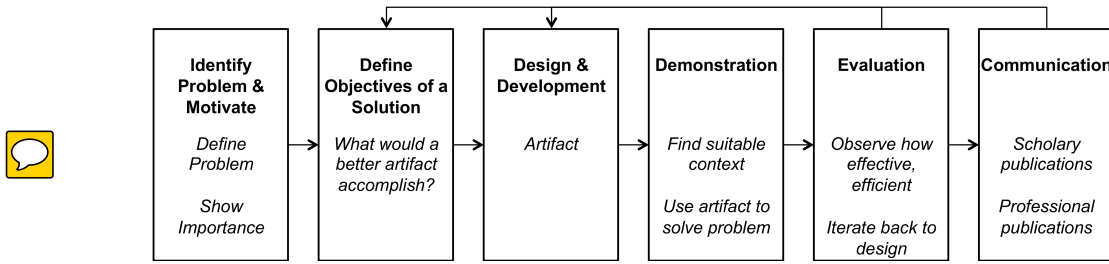 Identify
Problem &
Motivate
Define
Problem
Show
Importance
Define
Objectives of a
Solution
What would a
better artifact
accomplish?
Design &
Development
Artifact
Demonstration
Find suitable
context
Use artifact to
solve problem
Evaluation
Observe how
effective,
efficient
Iterate back to
design
Communication
Scholary
publications
Professional
publications